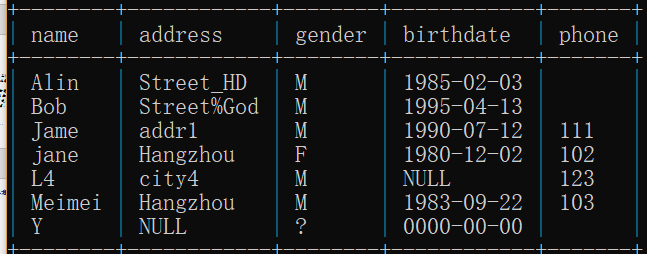 name address gender birthdate phone
Alin Street_HD M 1985-02-03
Bob Street%God M 1995-04-13
Jame addr1 M 1990-07-12 111
jane Hangzhou F 1980-12-02 102
L4 city4 M NULL 123
Meimei Hangzhou M 1983-09-22 103
Y NULL ? 0000-00-00